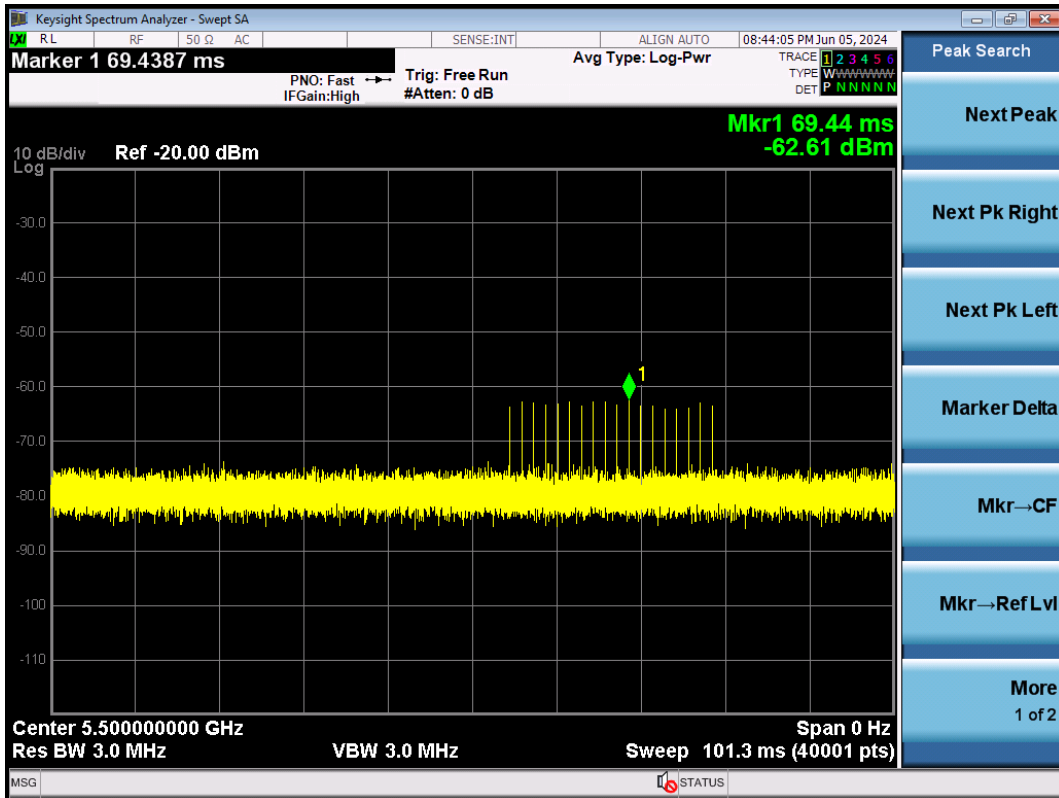 Keysight Spectrum Analyzer - Swept SA
LXI RL RF 50 Ω AC SENSE:INT ALIGN AUTO 08:44:05 PM Jun 05, 2024
Marker 1 69.4387 ms
PNO: Fast
IFGain:High
Trig: Free Run
#Atten: 0 dB
Avg Type: Log-Pwr
TRACE 1 2 3 4 5 6
TYPE WWWWWW
DET P N N N N N
Mkr1 69.44 ms
-62.61 dBm
10 dB/div Ref -20.00 dBm
Log
-30.0
-40.0
-50.0
-60.0
-70.0
-80.0
-90.0
-100
-110
1
Center 5.500000000 GHz Span 0 Hz
Res BW 3.0 MHz VBW 3.0 MHz Sweep 101.3 ms (40001 pts)
MSG STATUS
Peak Search
Next Peak
Next Pk Right
Next Pk Left
Marker Delta
Mkr→CF
Mkr→Ref Lvl
More
1 of 2